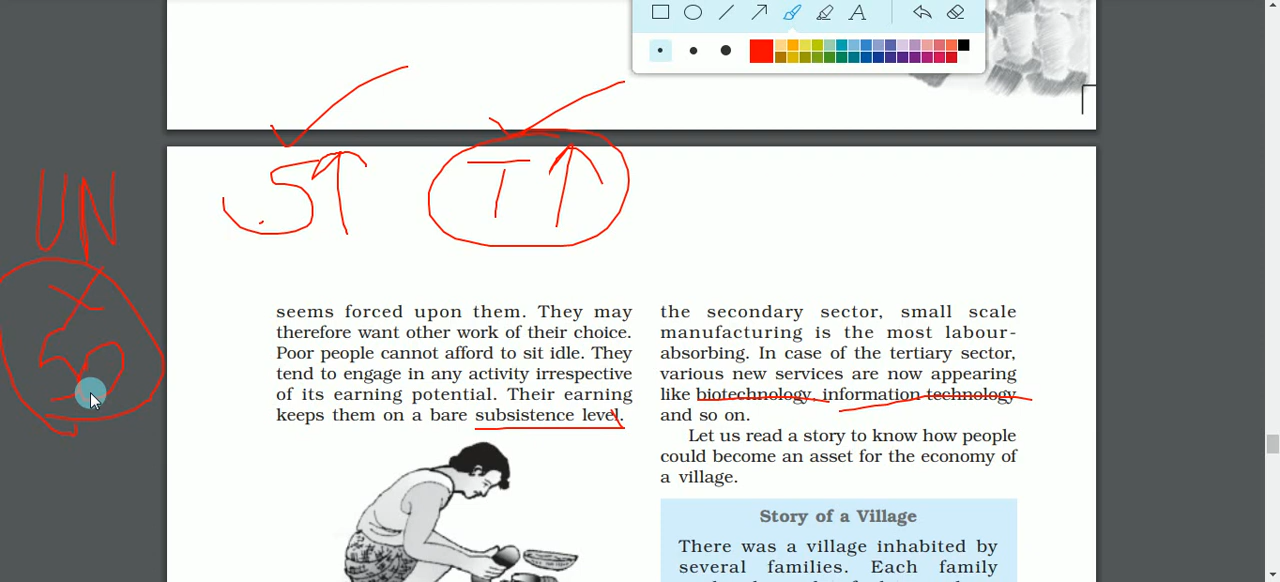 A
S↑
T↑
UN
seems forced upon them. They may
therefore want other work of their choice.
Poor people cannot afford to sit idle. They
tend to engage in any activity irrespective
of its earning potential. Their earning
keeps them on a bare subsistence level.
the secondary sector, small scale
manufacturing is the most labour-
absorbing. In case of the tertiary sector,
various new services are now appearing
like biotechnology, information technology
and so on.
Let us read a story to know how people
could become an asset for the economy of
a village.
Story of a Village
There was a village inhabited by
several families. Each family